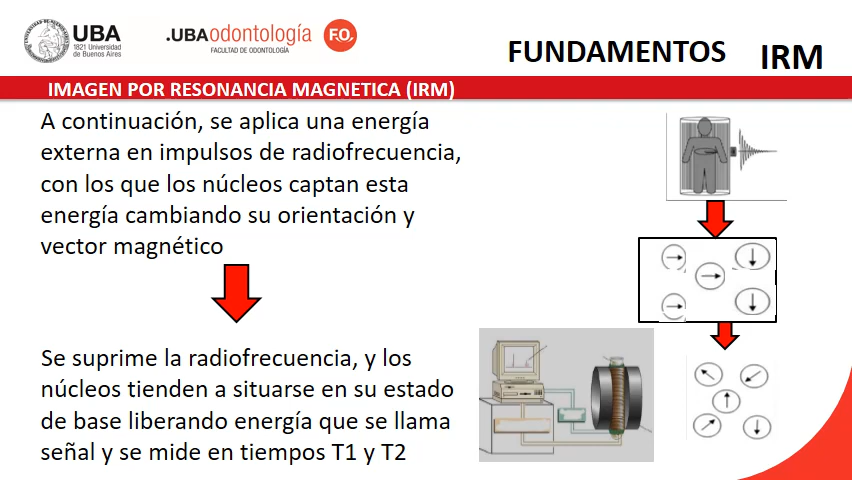 UBA
1821 Universidad
de Buenos Aires
.UBAodontología
FACULTAD DE ODONTOLOGÍA
F.O.
FUNDAMENTOS
IRM
IMAGEN POR RESONANCIA MAGNETICA (IRM)
A continuación, se aplica una energía
externa en impulsos de radiofrecuencia,
con los que los núcleos captan esta
energía cambiando su orientación y
vector magnético
Se suprime la radiofrecuencia, y los
núcleos tienden a situarse en su estado
de base liberando energía que se llama
señal y se mide en tiempos T1 y T2